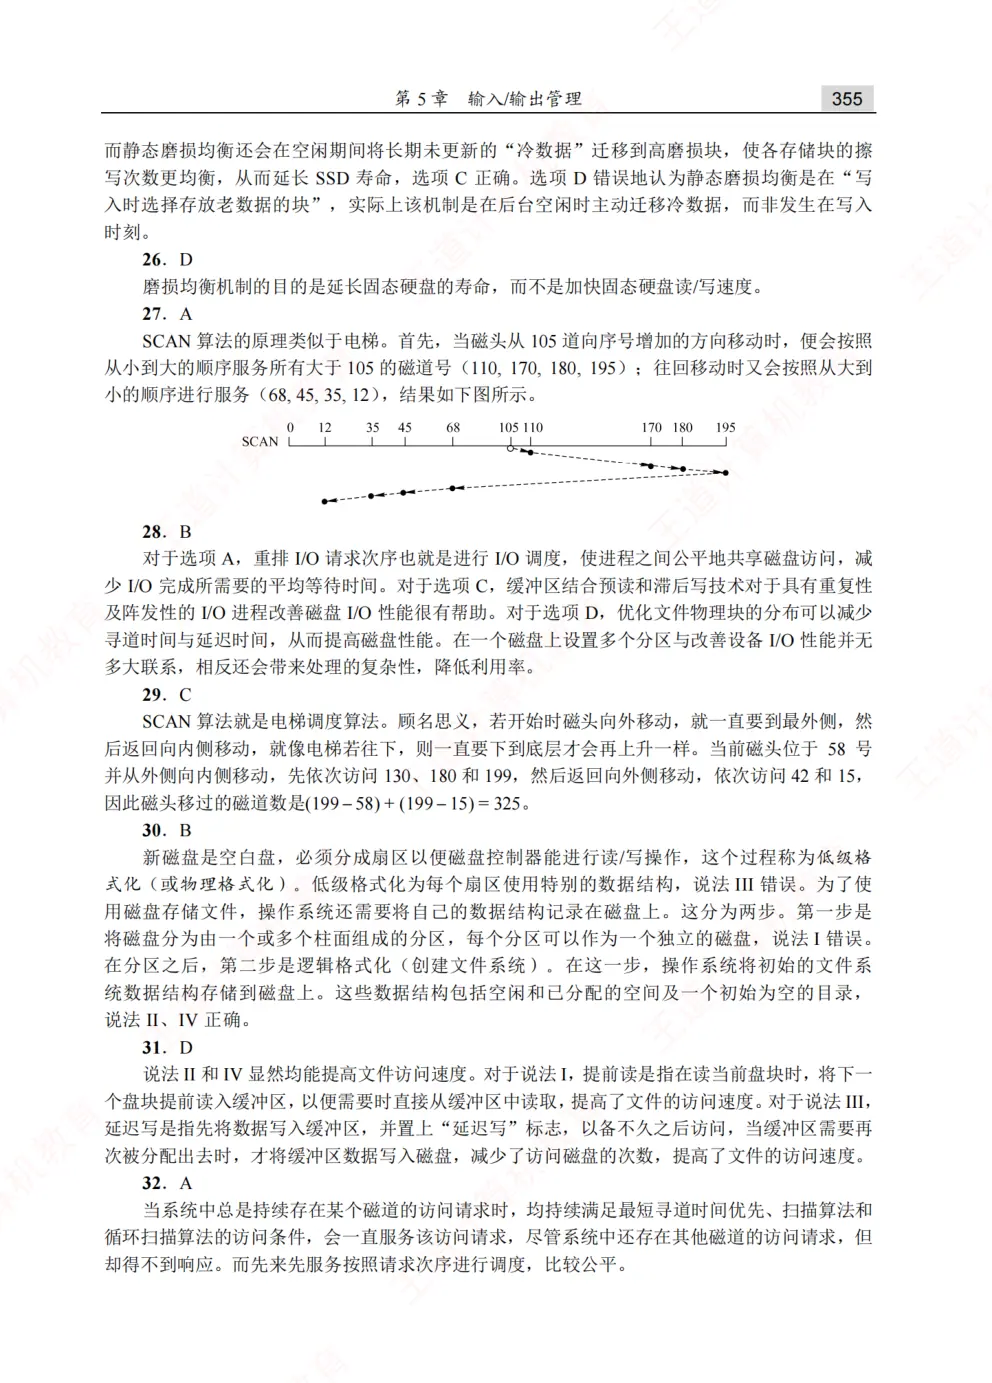 第 5 章 输入/输出管理 355
而静态磨损均衡还会在空闲期间将长期未更新的“冷数据”迁移到高磨损块，使各存储块的擦
写次数更均衡，从而延长 SSD 寿命，选项 C 正确。选项 D 错误地认为静态磨损均衡是在“写
入时选择存放老数据的块”，实际上该机制是在后台空闲时主动迁移冷数据，而非发生在写入
时刻。
26．D
磨损均衡机制的目的是延长固态硬盘的寿命，而不是加快固态硬盘读/写速度。
27．A
SCAN 算法的原理类似于电梯。首先，当磁头从 105 道向序号增加的方向移动时，便会按照
从小到大的顺序服务所有大于 105 的磁道号（110, 170, 180, 195）；往回移动时又会按照从大到
小的顺序进行服务（68, 45, 35, 12），结果如下图所示。
0 12 35 45 68 105 110 170 180 195
SCAN
28．B
对于选项 A，重排 I/O 请求次序也就是进行 I/O 调度，使进程之间公平地共享磁盘访问，减
少 I/O 完成所需要的平均等待时间。对于选项 C，缓冲区结合预读和滞后写技术对于具有重复性
及阵发性的 I/O 进程改善磁盘 I/O 性能很有帮助。对于选项 D，优化文件物理块的分布可以减少
寻道时间与延迟时间，从而提高磁盘性能。在一个磁盘上设置多个分区与改善设备 I/O 性能并无
多大联系，相反还会带来处理的复杂性，降低利用率。
29．C
SCAN 算法就是电梯调度算法。顾名思义，若开始时磁头向外移动，就一直要到最外侧，然
后返回向内侧移动，就像电梯若往下，则一直要下到底层才会再上升一样。当前磁头位于 58 号
并从外侧向内侧移动，先依次访问 130、180 和 199，然后返回向外侧移动，依次访问 42 和 15，
因此磁头移过的磁道数是(199 – 58) + (199 – 15) = 325。
30．B
新磁盘是空白盘，必须分成扇区以便磁盘控制器能进行读/写操作，这个过程称为低级格
式化（或物理格式化）。低级格式化为每个扇区使用特别的数据结构，说法 III 错误。为了使
用磁盘存储文件，操作系统还需要将自己的数据结构记录在磁盘上。这分为两步。第一步是
将磁盘分为由一个或多个柱面组成的分区，每个分区可以作为一个独立的磁盘，说法 I 错误。
在分区之后，第二步是逻辑格式化（创建文件系统）。在这一步，操作系统将初始的文件系
统数据结构存储到磁盘上。这些数据结构包括空闲和已分配的空间及一个初始为空的目录，
说法 II、IV 正确。
31．D
说法 II 和 IV 显然均能提高文件访问速度。对于说法 I，提前读是指在读当前盘块时，将下一
个盘块提前读入缓冲区，以便需要时直接从缓冲区中读取，提高了文件的访问速度。对于说法 III，
延迟写是指先将数据写入缓冲区，并置上“延迟写”标志，以备不久之后访问，当缓冲区需要再
次被分配出去时，才将缓冲区数据写入磁盘，减少了访问磁盘的次数，提高了文件的访问速度。
32．A
当系统中总是持续存在某个磁道的访问请求时，均持续满足最短寻道时间优先、扫描算法和
循环扫描算法的访问条件，会一直服务该访问请求，尽管系统中还存在其他磁道的访问请求，但
却得不到响应。而先来先服务按照请求次序进行调度，比较公平。